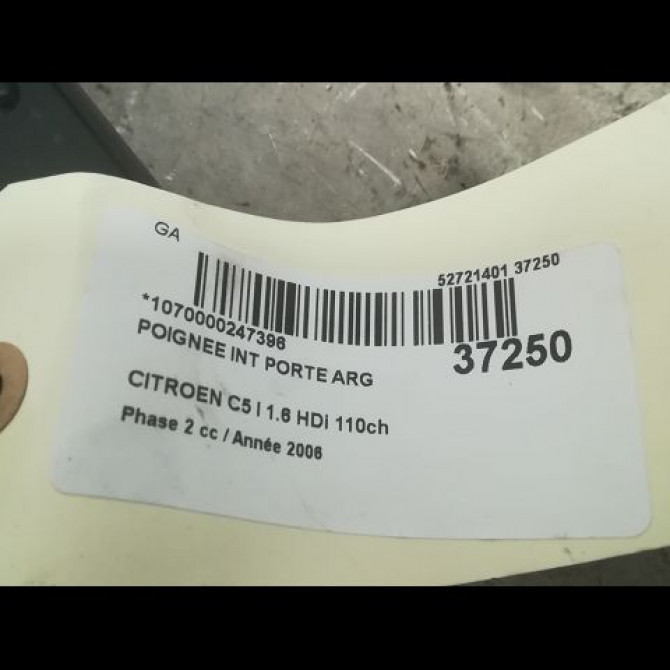 GA
52721401 37250
*1070000247396
37250
POIGNEE INT PORTE ARG
CITROEN C5 I 1.6 HDi 110ch
Phase 2 cc / Année 2006